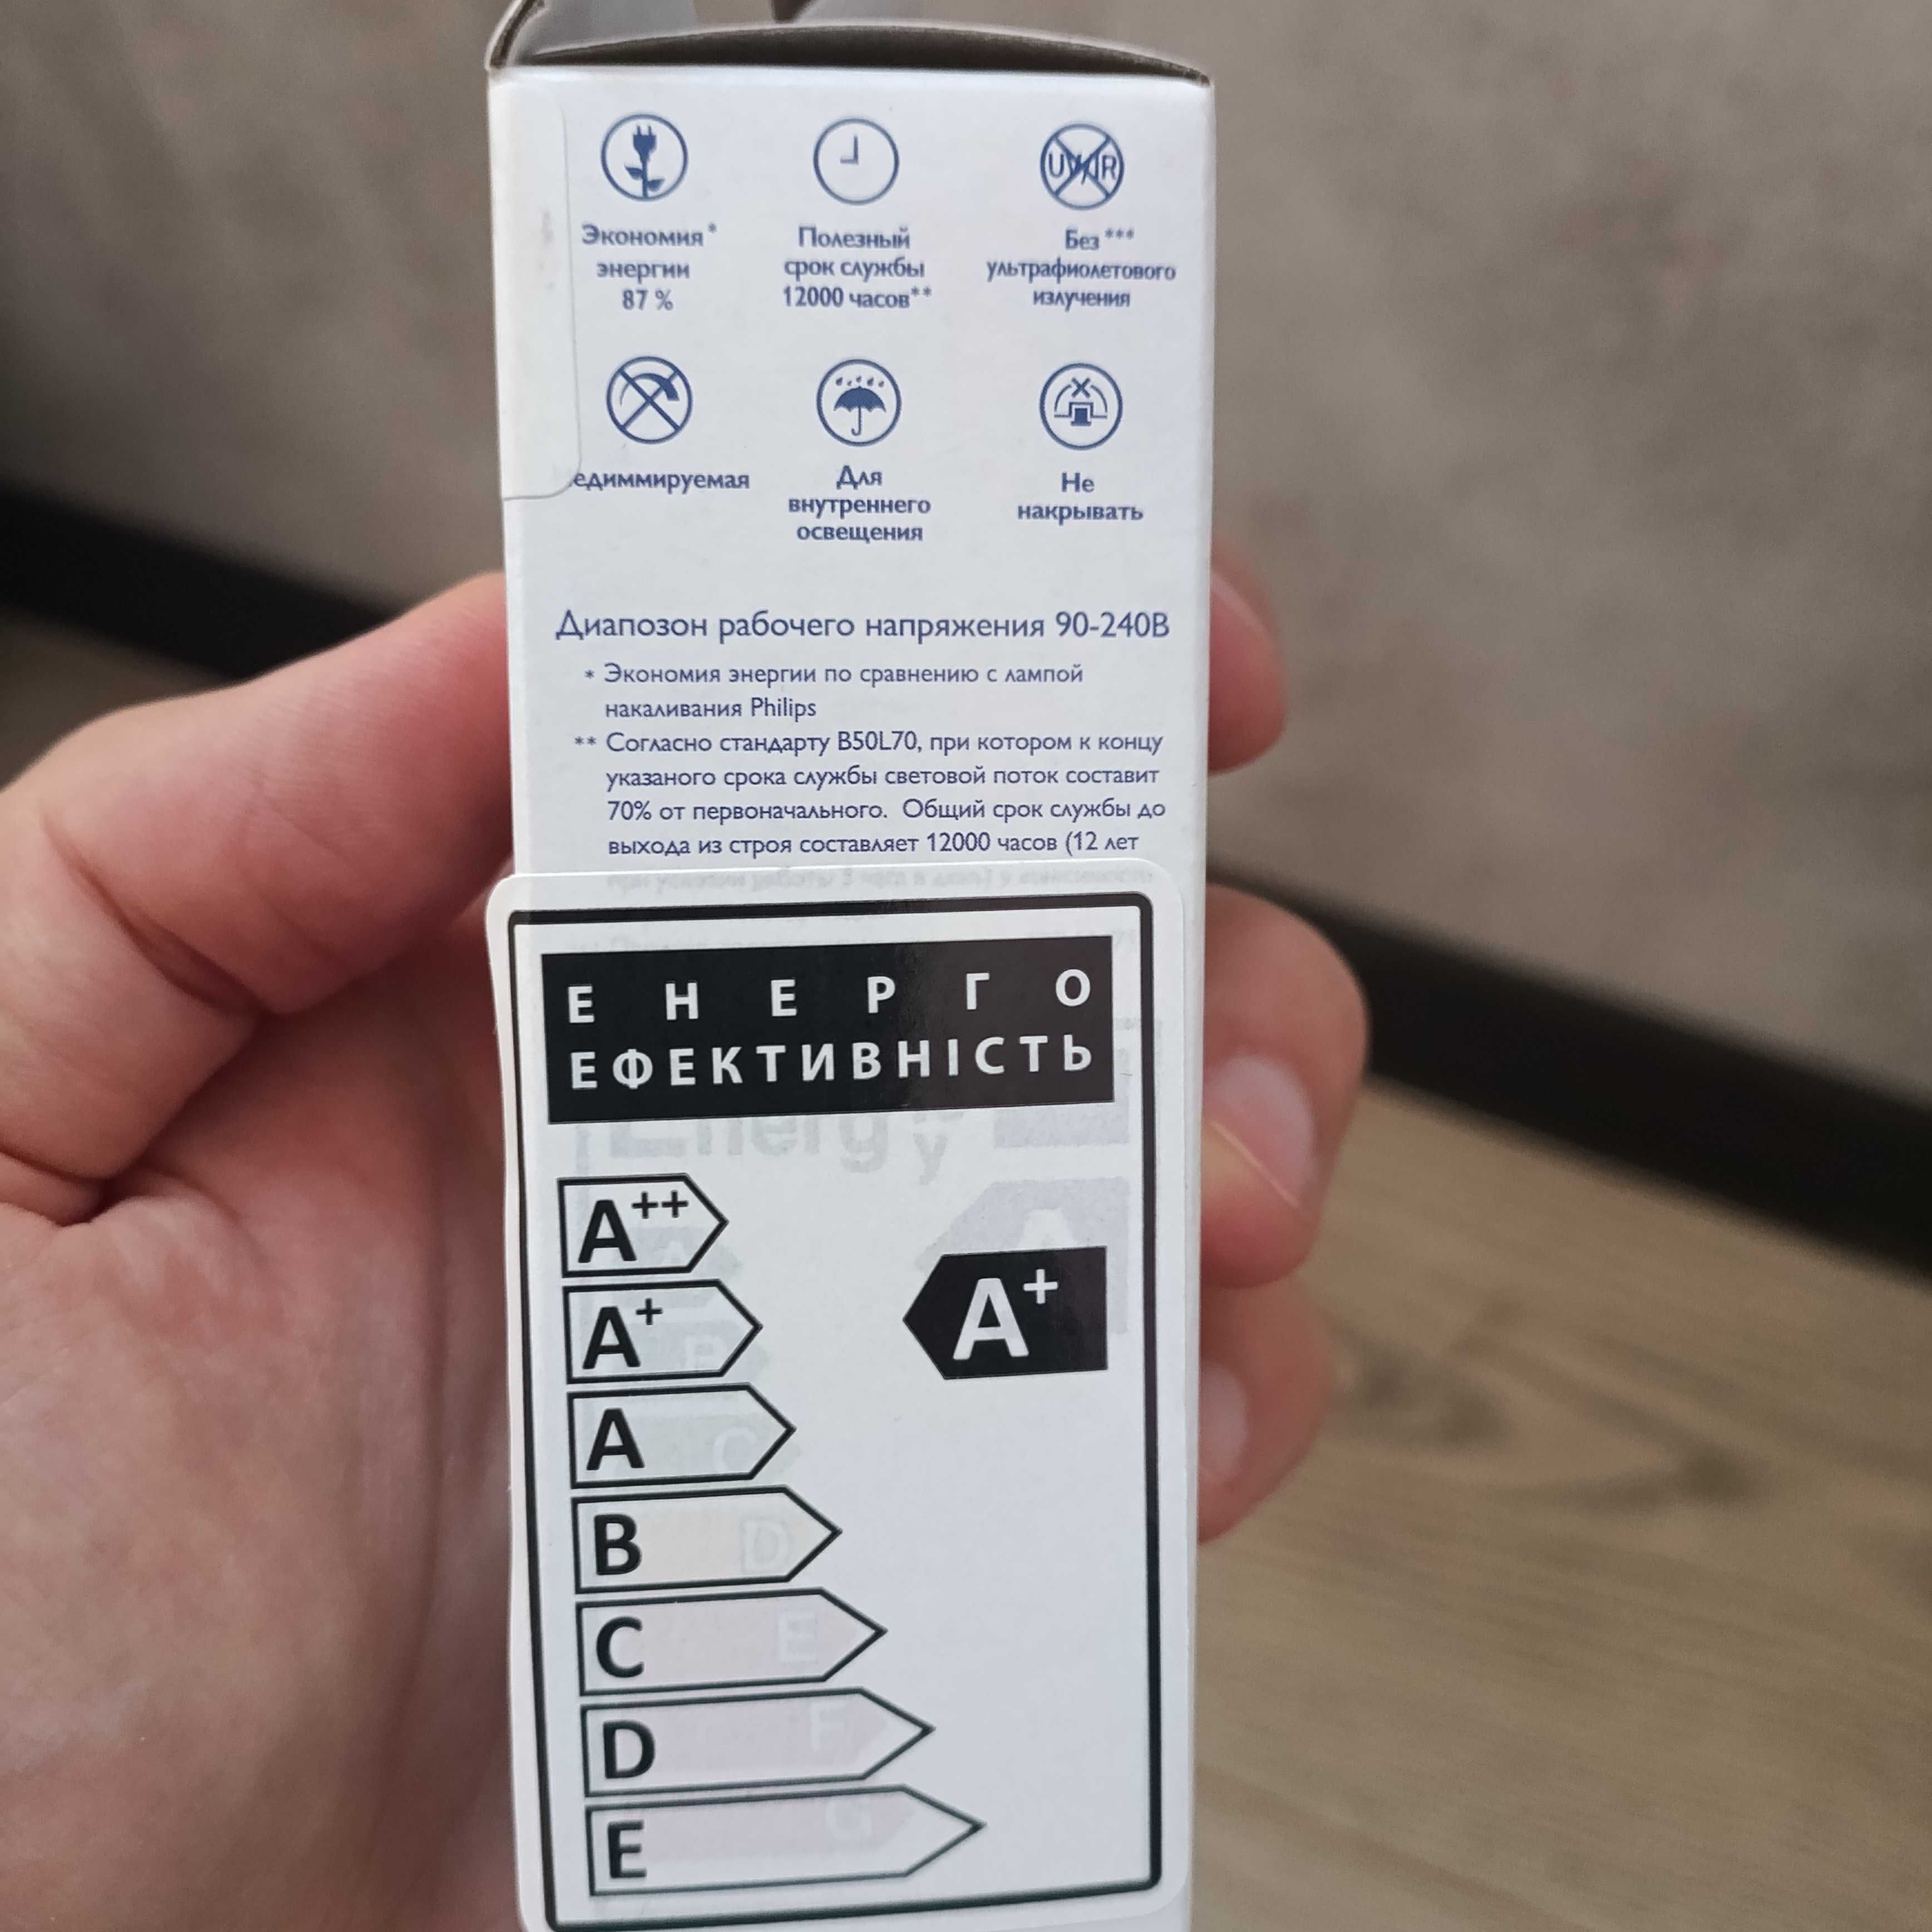 UV/IR
Экономия*
энергии
87 %
Полезный
срок службы
12000 часов**
Без***
ультрафиолетового
излучения
едиммируемая
Для
внутреннего
освещения
Не
накрывать
Диапозон рабочего напряжения 90-240В
* Экономия энергии по сравнению с лампой
накаливания Philips
** Согласно стандарту B50L70, при котором к концу
указаного срока службы световой поток составит
70% от первоначального. Общий срок службы до
выхода из строя составляет 12000 часов (12 лет
ЕНЕРГО
ЕФЕКТИВНІСТЬ
Energ
y
A++
A+
A+
A
B
C
D
E